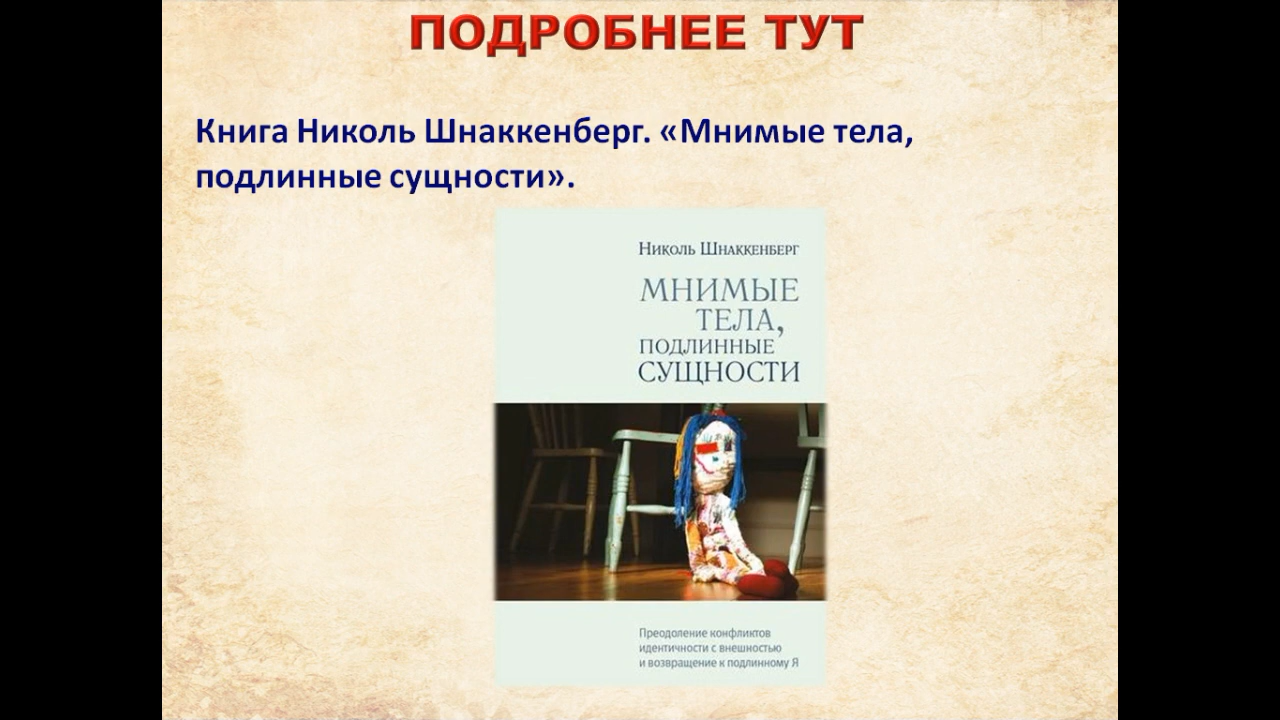 ПОДРОБНЕЕ ТУТ
Книга Николь Шнаккенберг. «Мнимые тела,
подлинные сущности».
Николь Шнаккенберг
МНИМЫЕ
ТЕЛА,
ПОДЛИННЫЕ
СУЩНОСТИ
Преодоление конфликтов
идентичности с внешностью
и возвращение к подлинному Я